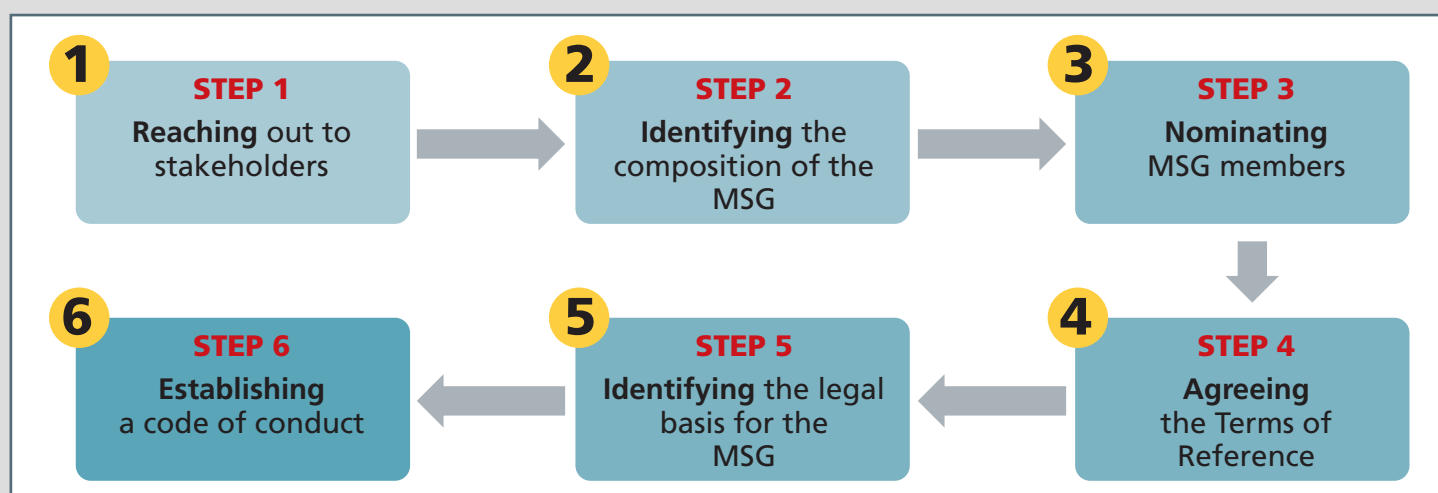 1
STEP 1
Reaching out to
stakeholders
2
STEP 2
Identifying the
composition of the
MSG
3
STEP 3
Nominating
MSG members
4
STEP 4
Agreeing
the Terms of
Reference
5
STEP 5
Identifying the legal
basis for the
MSG
6
STEP 6
Establishing
a code of conduct